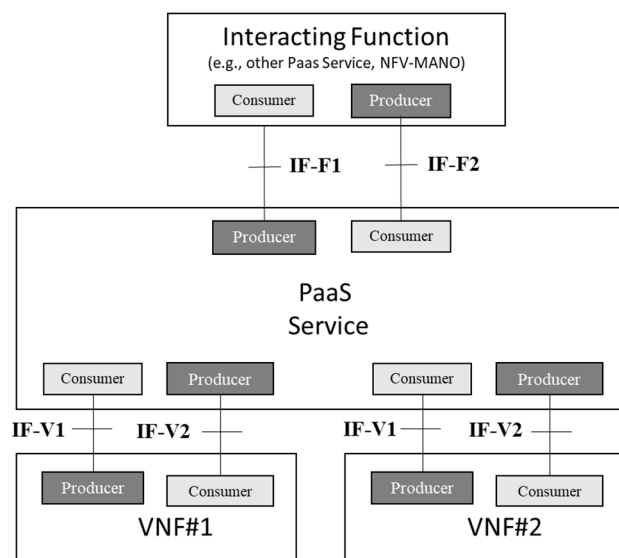 Interacting Function
(e.g., other Paas Service, NFV-MANO)
Consumer Producer
IF-F1 IF-F2
Producer Consumer
PaaS
Service
Consumer Producer Consumer Producer
IF-V1 IF-V2 IF-V1 IF-V2
Producer Consumer Producer Consumer
VNF#1 VNF#2